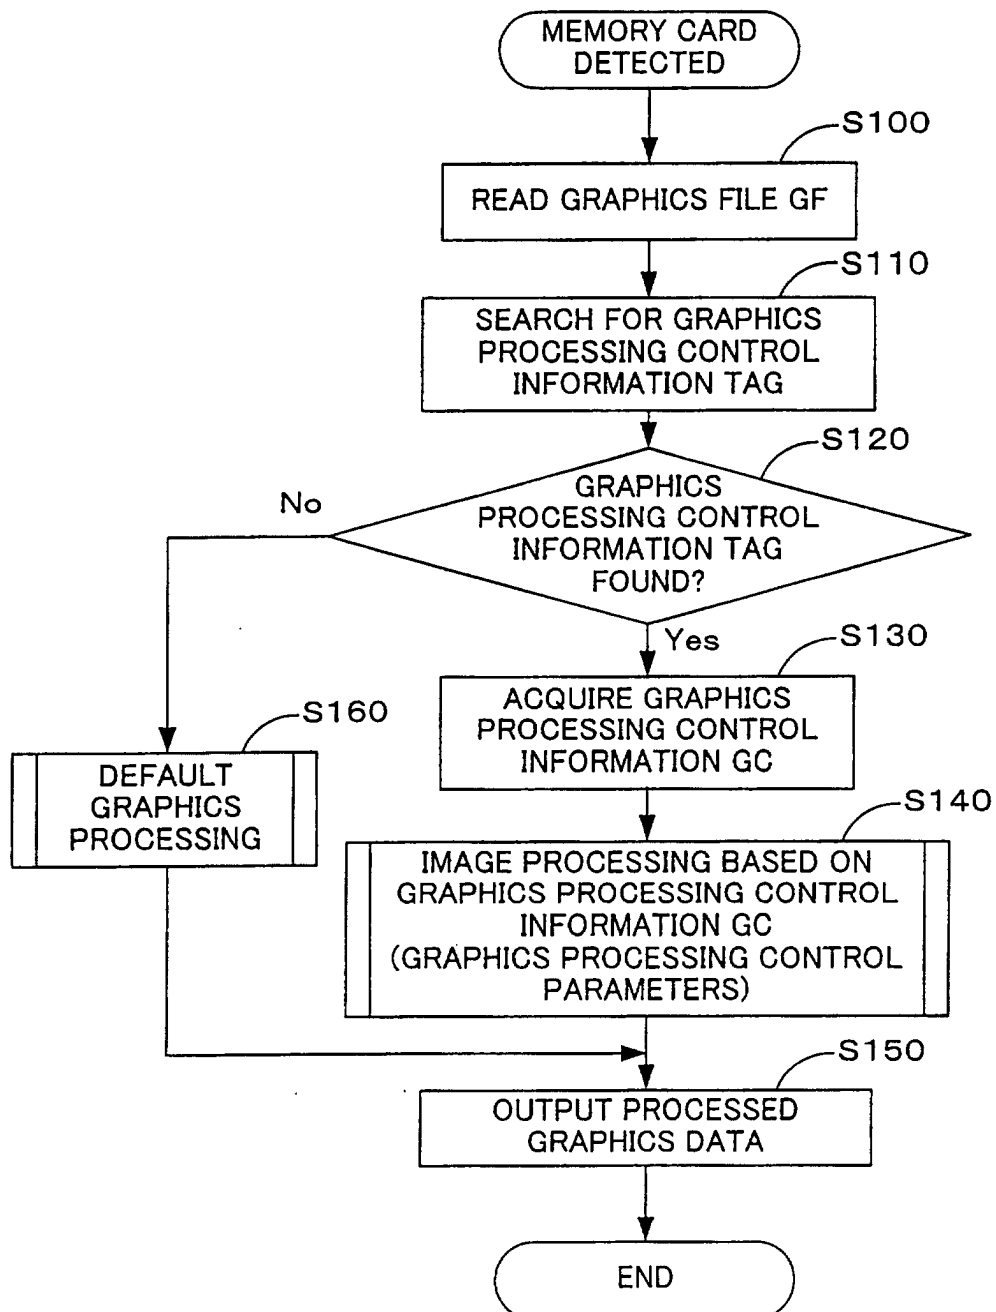 MEMORY CARD
DETECTED
S100
READ GRAPHICS FILE GF
S110
SEARCH FOR GRAPHICS
PROCESSING CONTROL
INFORMATION TAG
S120
GRAPHICS
PROCESSING CONTROL
INFORMATION TAG
FOUND?
No
Yes
S130
ACQUIRE GRAPHICS
PROCESSING CONTROL
INFORMATION GC
S160
DEFAULT
GRAPHICS
PROCESSING
S140
IMAGE PROCESSING BASED ON
GRAPHICS PROCESSING CONTROL
INFORMATION GC
(GRAPHICS PROCESSING CONTROL
PARAMETERS)
S150
OUTPUT PROCESSED
GRAPHICS DATA
END